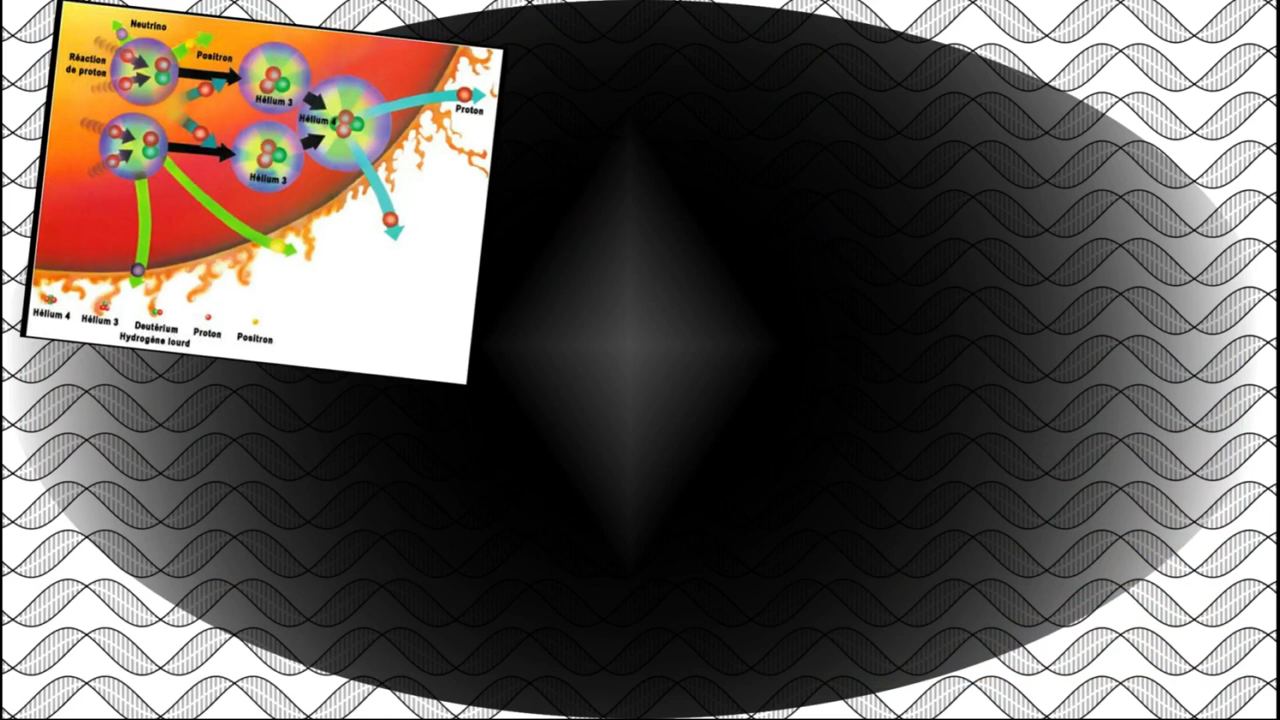 Neutrino
Réaction
de proton
Positron
Hélium 3
Hélium 4
Proton
Hélium 3
Hélium 4
Hélium 3
Deutérium
Hydrogène lourd
Proton
Positron